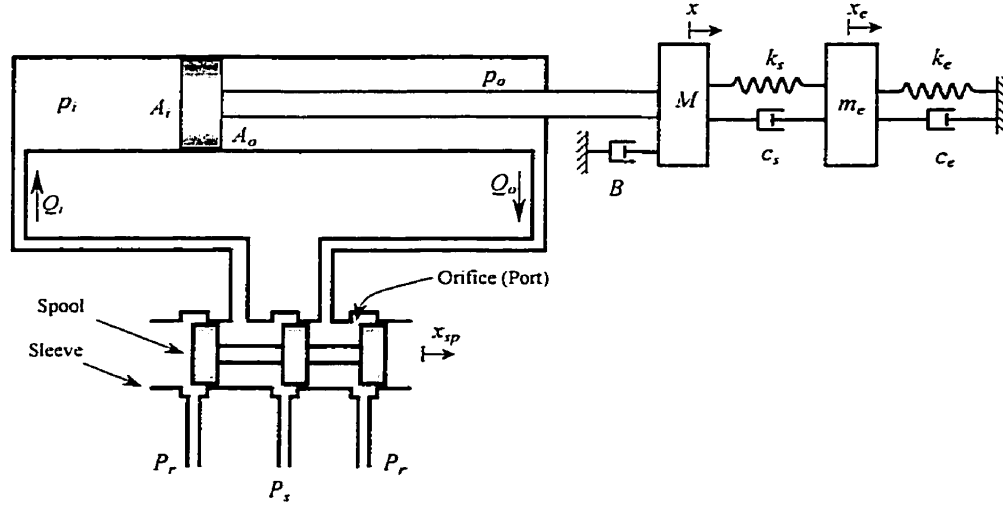 x
x_e
k_s
k_e
p_o
p_i
A_i
M
m_e
A_o
c_s
c_e
B
Q_i
Q_o
Orifice (Port)
Spool
x_sp
Sleeve
P_r
P_r
P_s